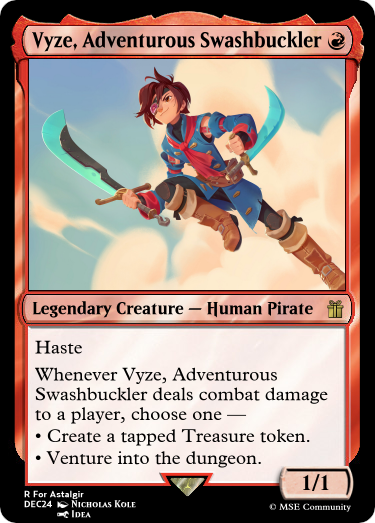 Vyze, Adventurous Swashbuckler
Legendary Creature — Human Pirate
Haste
Whenever Vyze, Adventurous
Swashbuckler deals combat damage
to a player, choose one —
• Create a tapped Treasure token.
• Venture into the dungeon.
1/1
R For Astalgir
DEC24 Nicholas Kole
Idea
© MSE Community